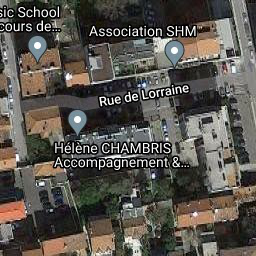 sic School
cours de...
Association SHM
Rue de Lorraine
Hélène CHAMBRIS
Accompagnement &...